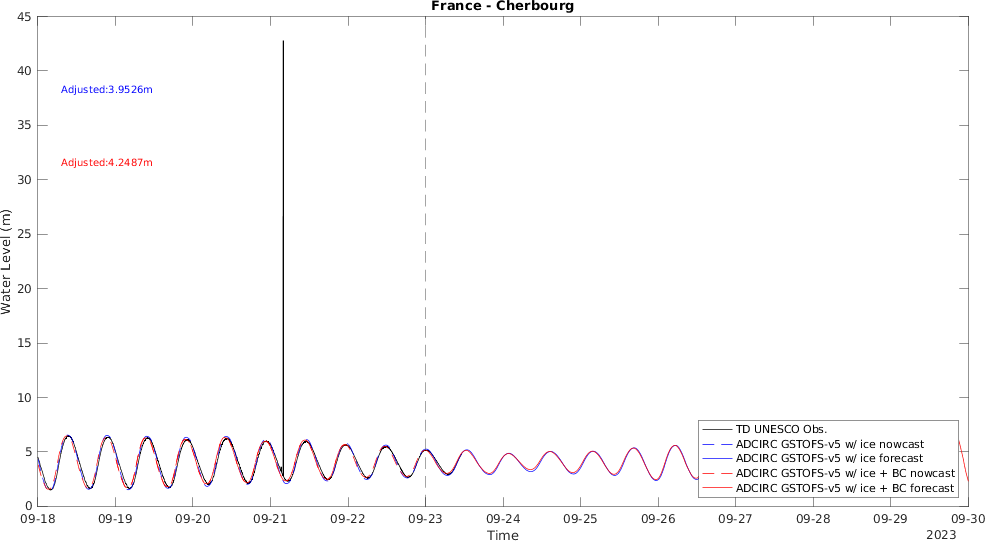 France - Cherbourg
45
40
35
30
25
20
15
10
5
0
Water Level (m)
Adjusted:3.9526m
Adjusted:4.2487m
TD UNESCO Obs.
ADCIRC GSTOFS-v5 w/ ice nowcast
ADCIRC GSTOFS-v5 w/ ice forecast
ADCIRC GSTOFS-v5 w/ ice + BC nowcast
ADCIRC GSTOFS-v5 w/ ice + BC forecast
09-18 09-19 09-20 09-21 09-22 09-23 09-24 09-25 09-26 09-27 09-28 09-29 09-30
Time
2023